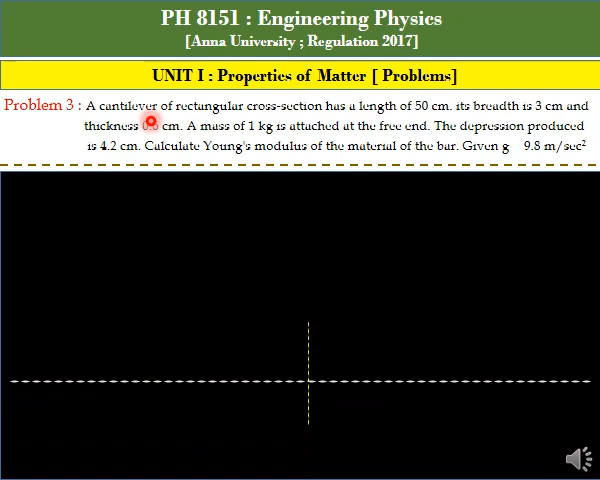 PH 8151 : Engineering Physics
[Anna University ; Regulation 2017]
UNIT I : Properties of Matter [ Problems]
Problem 3 : A cantilever of rectangular cross-section has a length of 50 cm. its breadth is 3 cm and
thickness 0.6 cm. A mass of 1 kg is attached at the free end. The depression produced
is 4.2 cm. Calculate Young's modulus of the material of the bar. Given g 9.8 m/sec²